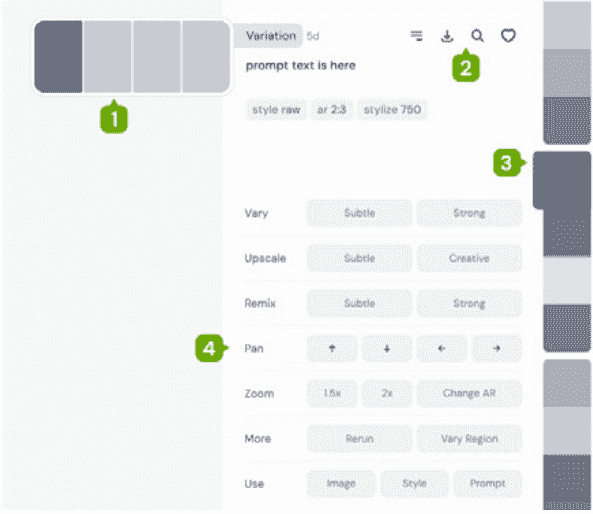 Variation 5d
2
prompt text is here
1
style raw ar 2:3 stylize 750
3
Vary Subtle Strong
Upscale Subtle Creative
Remix Subtle Strong
4 Pan ↑ ↓ ← →
Zoom 1.5x 2x Change AR
More Rerun Vary Region
Use Image Style Prompt